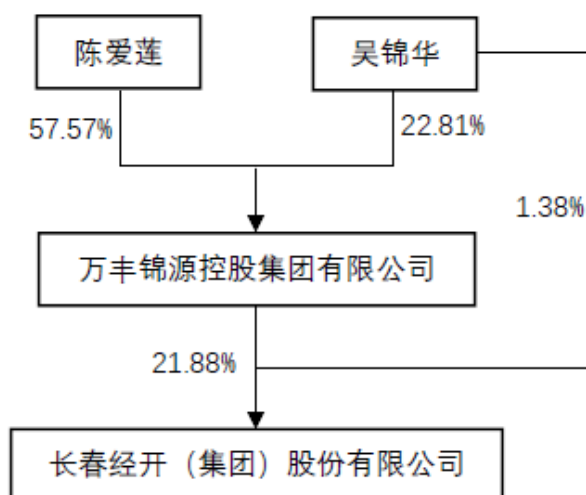 陈爱莲
吴锦华
57.57%
22.81%
1.38%
万丰锦源控股集团有限公司
21.88%
长春经开（集团）股份有限公司